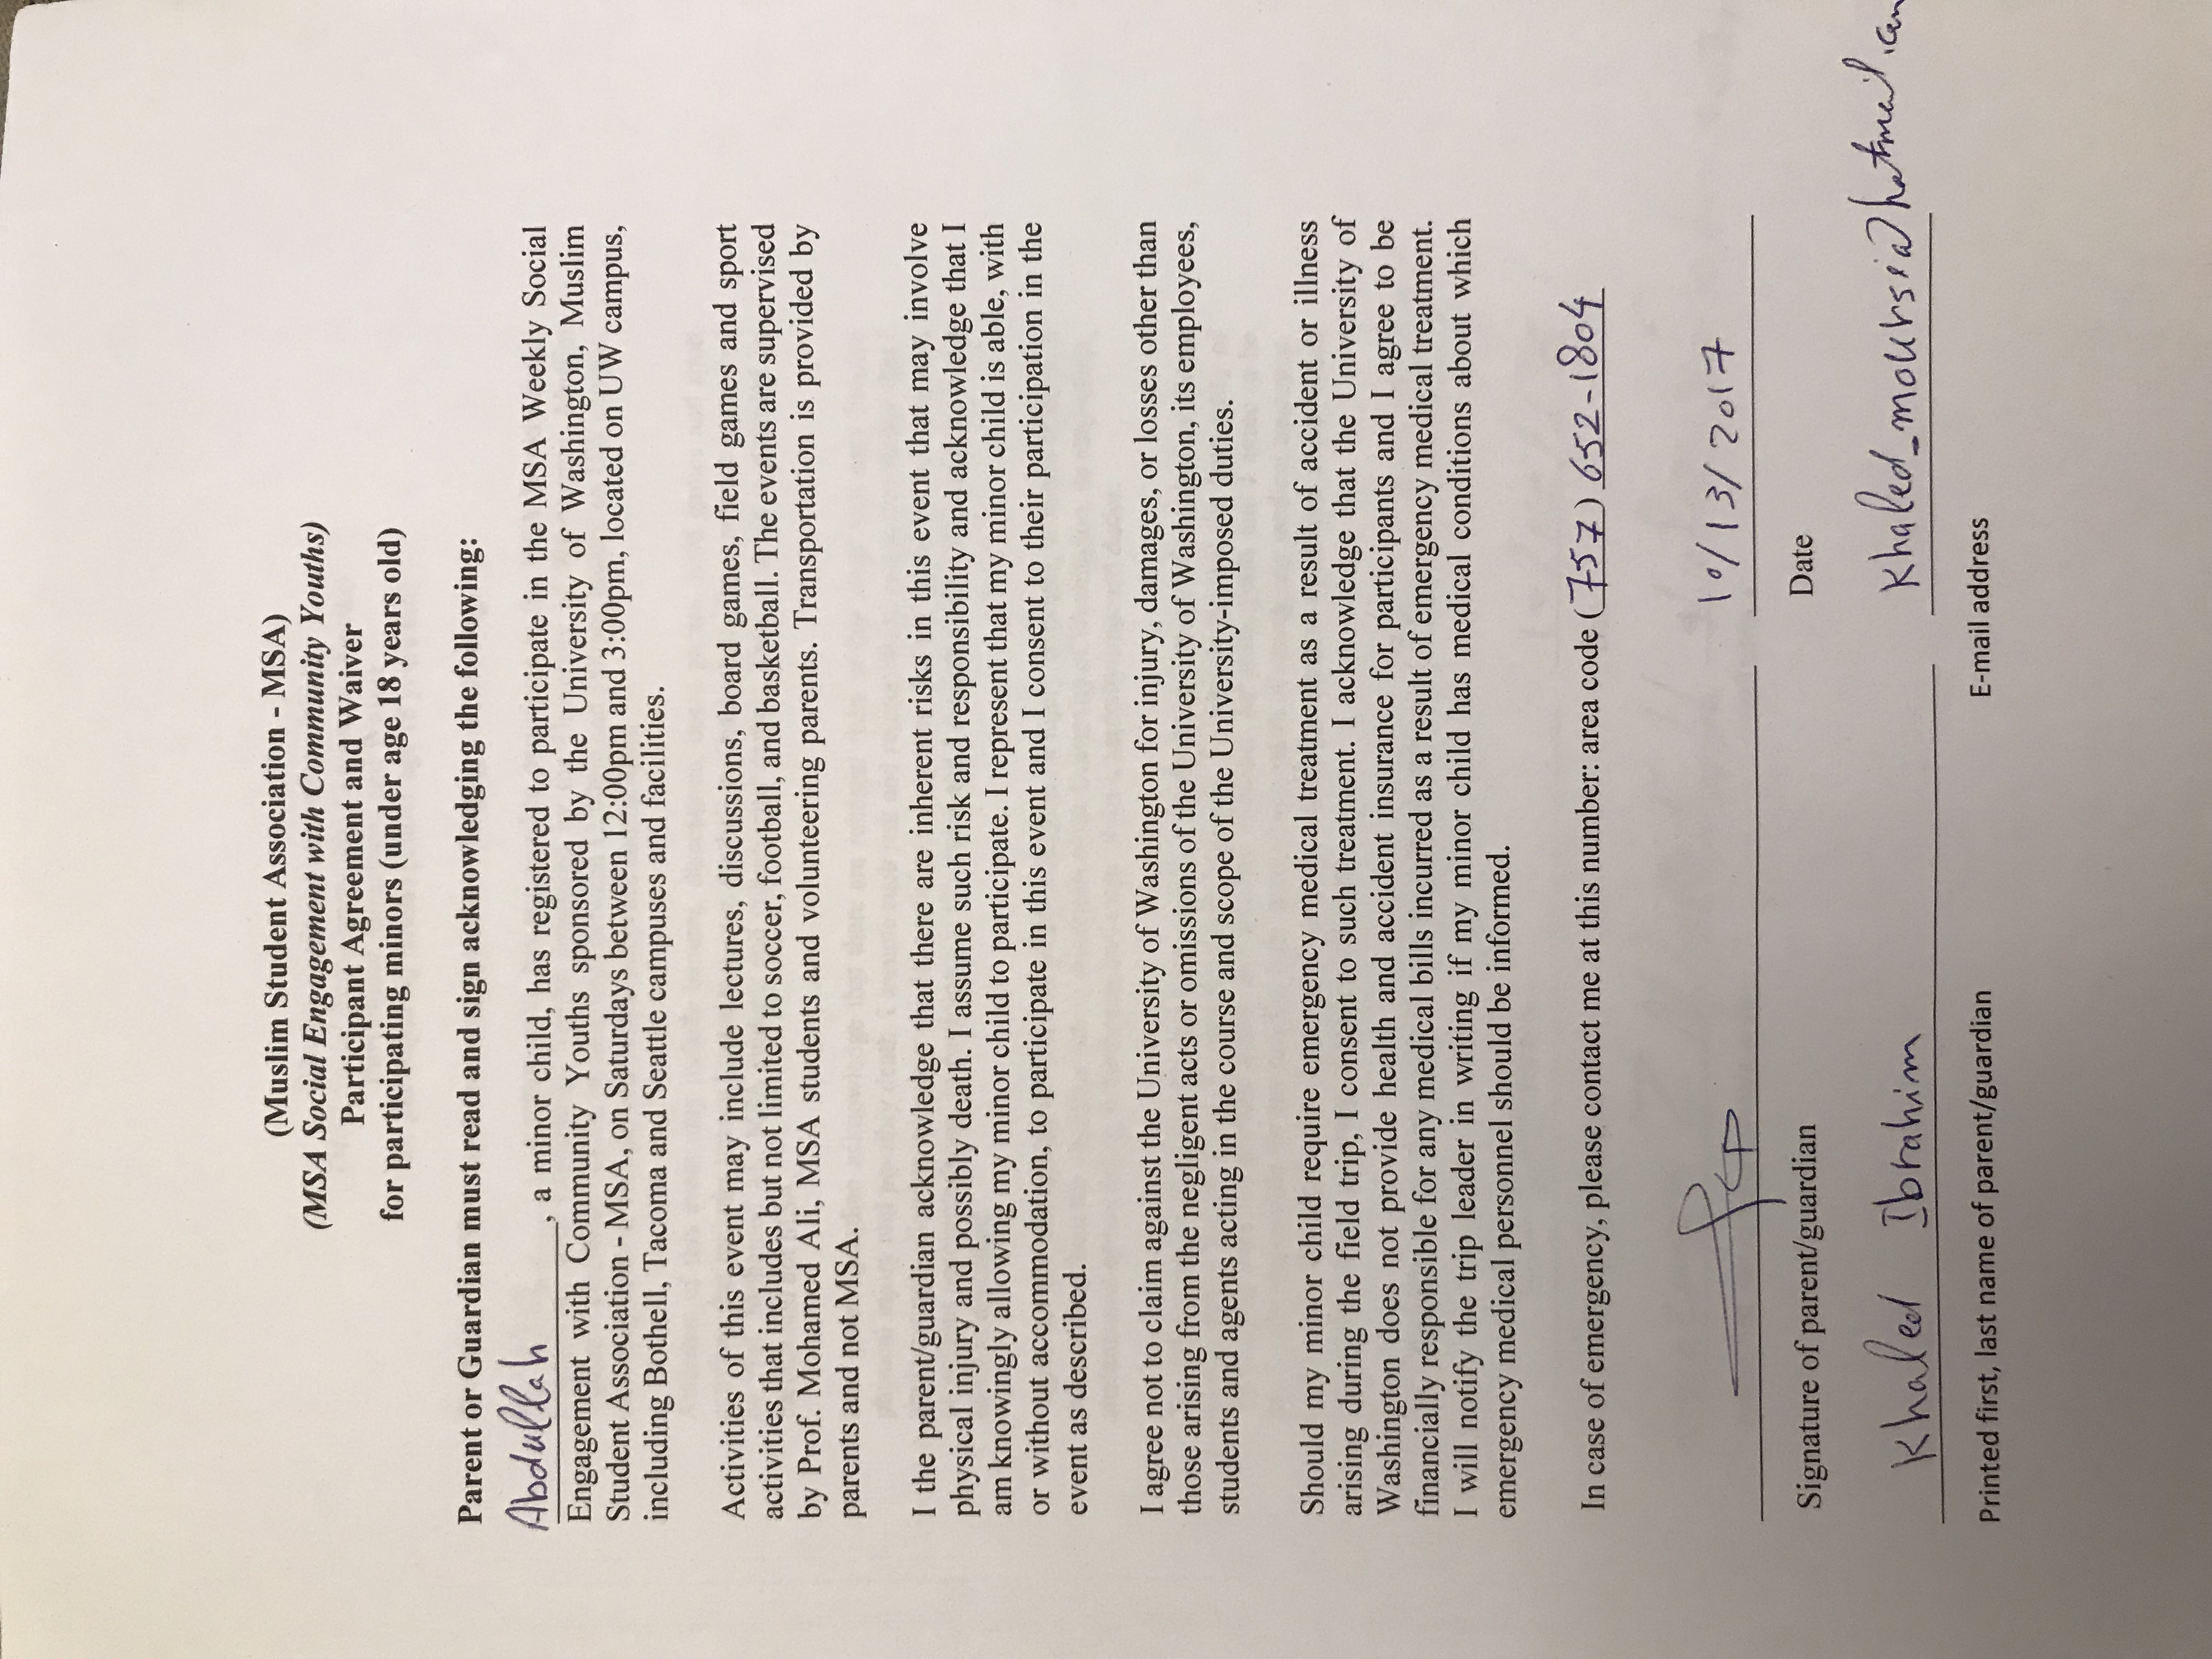 (Muslim Student Association - MSA)
(MSA Social Engagement with Community Youths)
Participant Agreement and Waiver
for participating minors (under age 18 years old)
Parent or Guardian must read and sign acknowledging the following:
Abdullah, a minor child, has registered to participate in the MSA Weekly Social
Engagement with Community Youths sponsored by the University of Washington, Muslim
Student Association - MSA, on Saturdays between 12:00pm and 3:00pm, located on UW campus,
including Bothell, Tacoma and Seattle campuses and facilities.
Activities of this event may include lectures, discussions, board games, field games and sport
activities that includes but not limited to soccer, football, and basketball. The events are supervised
by Prof. Mohamed Ali, MSA students and volunteering parents. Transportation is provided by
parents and not MSA.
I the parent/guardian acknowledge that there are inherent risks in this event that may involve
physical injury and possibly death. I assume such risk and responsibility and acknowledge that I
am knowingly allowing my minor child to participate. I represent that my minor child is able, with
or without accommodation, to participate in this event and I consent to their participation in the
event as described.
I agree not to claim against the University of Washington for injury, damages, or losses other than
those arising from the negligent acts or omissions of the University of Washington, its employees,
students and agents acting in the course and scope of the University-imposed duties.
Should my minor child require emergency medical treatment as a result of accident or illness
arising during the field trip, I consent to such treatment. I acknowledge that the University of
Washington does not provide health and accident insurance for participants and I agree to be
financially responsible for any medical bills incurred as a result of emergency medical treatment.
I will notify the trip leader in writing if my minor child has medical conditions about which
emergency medical personnel should be informed.
In case of emergency, please contact me at this number: area code (757) 652-1804
10/13/2017
Signature of parent/guardian Date
Khaled Ibrahim Khaled_moursi@hotmail.com
Printed first, last name of parent/guardian E-mail address